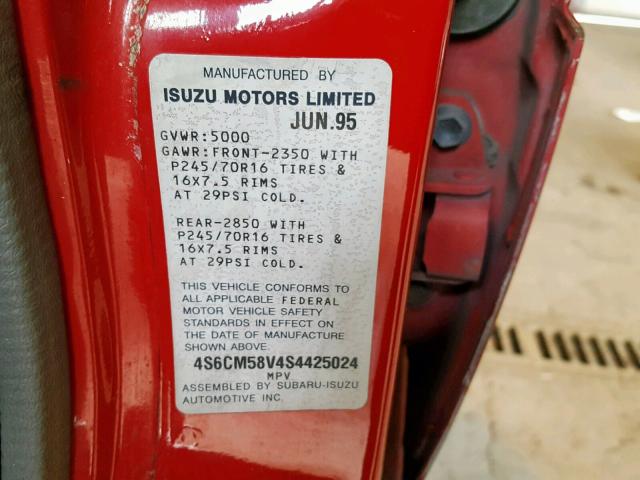 MANUFACTURED BY
ISUZU MOTORS LIMITED
JUN.95
GVWR:5000
GAWR:FRONT-2350 WITH
P245/70R16 TIRES &
16X7.5 RIMS
AT 29PSI COLD.
REAR-2850 WITH
P245/70R16 TIRES &
16X7.5 RIMS
AT 29PSI COLD.
THIS VEHICLE CONFORMS TO
ALL APPLICABLE FEDERAL
MOTOR VEHICLE SAFETY
STANDARDS IN EFFECT ON
THE DATE OF MANUFACTURE
SHOWN ABOVE.
4S6CM58V4S4425024
MPV
ASSEMBLED BY SUBARU-ISUZU
AUTOMOTIVE INC.